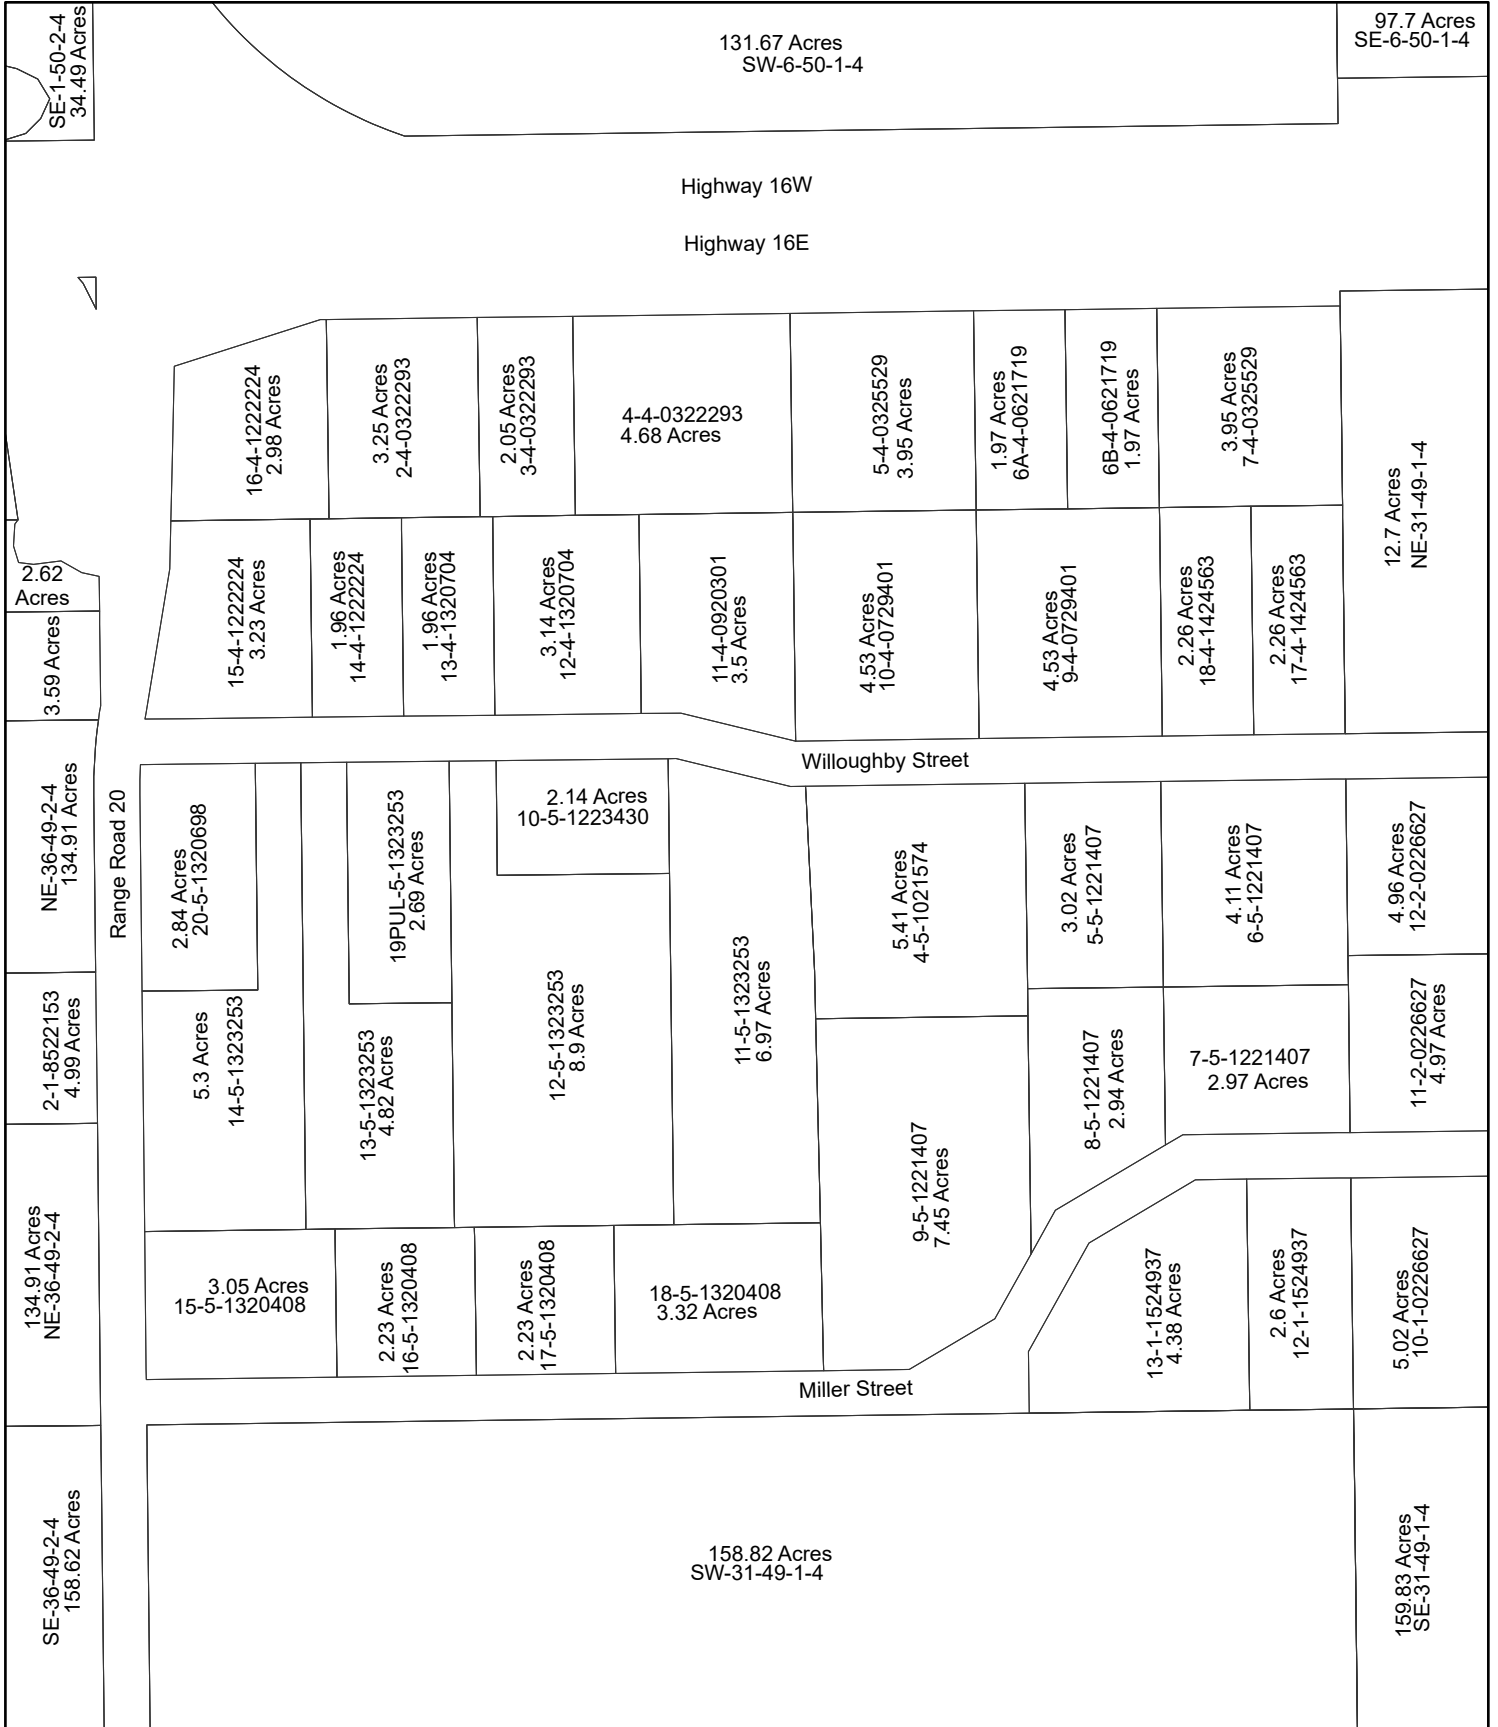 SE-1-50-2-4
34.49 Acres
131.67 Acres
SW-6-50-1-4
97.7 Acres
SE-6-50-1-4
Highway 16W
Highway 16E
16-4-1222224
2.98 Acres
3.25 Acres
2-4-0322293
2.05 Acres
3-4-0322293
4-4-0322293
4.68 Acres
5-4-0325529
3.95 Acres
1.97 Acres
6A-4-0621719
6B-4-0621719
1.97 Acres
3.95 Acres
7-4-0325529
12.7 Acres
NE-31-49-1-4
2.62
Acres
3.59 Acres
15-4-1222224
3.23 Acres
1.96 Acres
14-4-1222224
1.96 Acres
13-4-1320704
3.14 Acres
12-4-1320704
11-4-0920301
3.5 Acres
4.53 Acres
10-4-0729401
4.53 Acres
9-4-0729401
2.26 Acres
18-4-1424563
2.26 Acres
17-4-1424563
Willoughby Street
NE-36-49-2-4
134.91 Acres
Range Road 20
2.84 Acres
20-5-1320698
19PUL-5-1323253
2.69 Acres
2.14 Acres
10-5-1223430
5.41 Acres
4-5-1021574
3.02 Acres
5-5-1221407
4.11 Acres
6-5-1221407
4.96 Acres
12-2-0226627
2-1-8522153
4.99 Acres
5.3 Acres
14-5-1323253
13-5-1323253
4.82 Acres
12-5-1323253
8.9 Acres
11-5-1323253
6.97 Acres
8-5-1221407
2.94 Acres
7-5-1221407
2.97 Acres
11-2-0226627
4.97 Acres
9-5-1221407
7.45 Acres
134.91 Acres
NE-36-49-2-4
3.05 Acres
15-5-1320408
2.23 Acres
16-5-1320408
2.23 Acres
17-5-1320408
18-5-1320408
3.32 Acres
13-1-1524937
4.38 Acres
2.6 Acres
12-1-1524937
5.02 Acres
10-1-0226627
Miller Street
SE-36-49-2-4
158.62 Acres
158.82 Acres
SW-31-49-1-4
159.83 Acres
SE-31-49-1-4